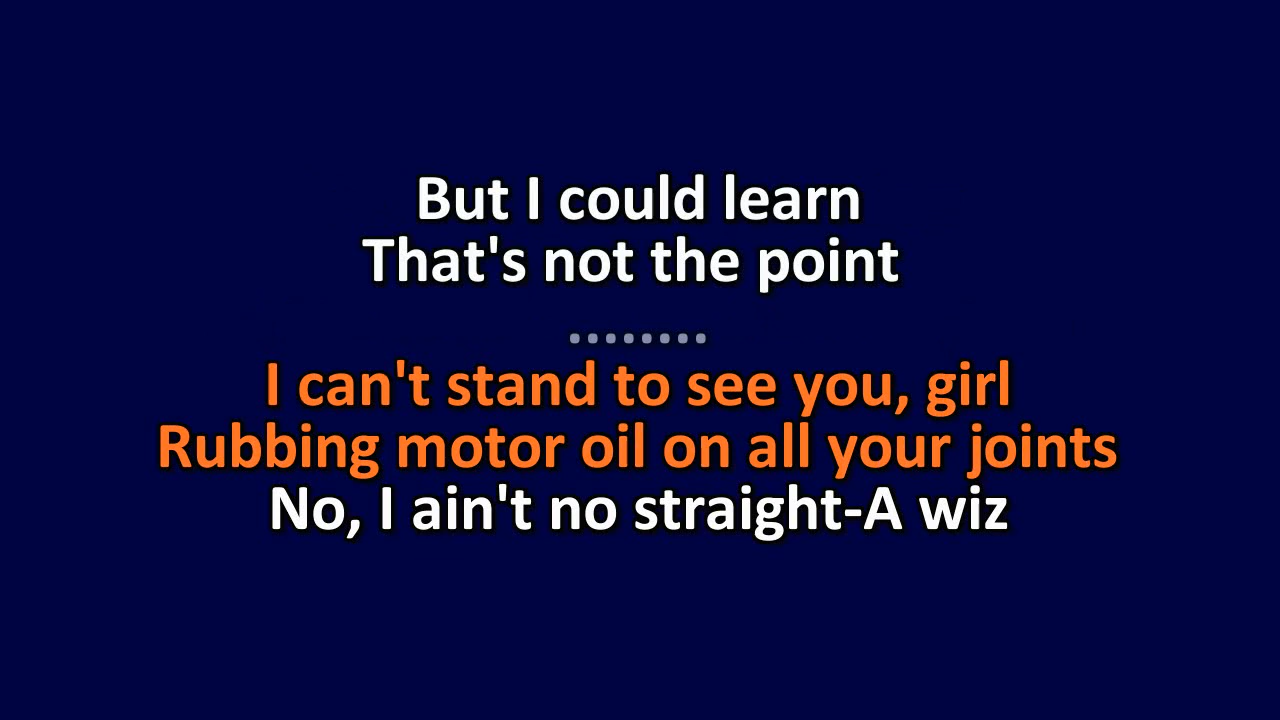 But I could learn
That's not the point
........
I can't stand to see you, girl
Rubbing motor oil on all your joints
No, I ain't no straight-A wiz